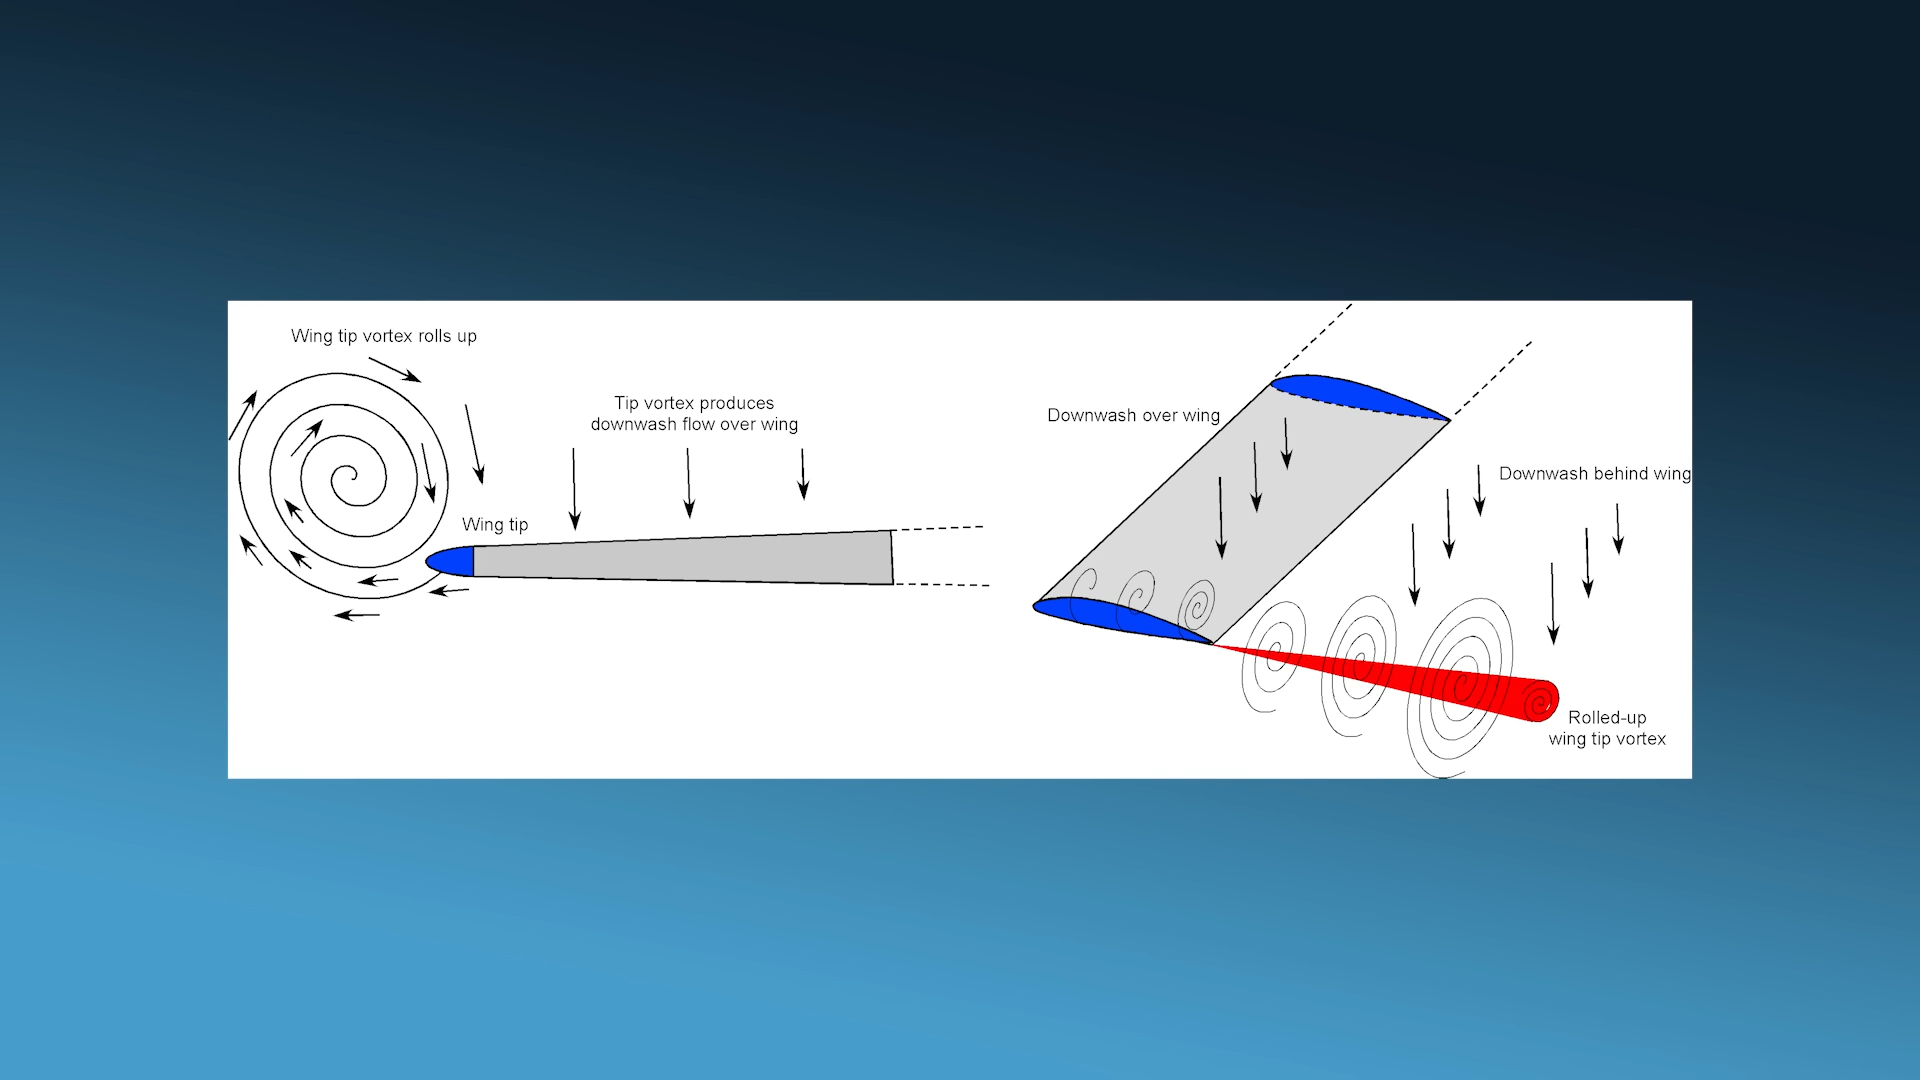 Wing tip vortex rolls up
Tip vortex produces
downwash flow over wing
Wing tip
Downwash over wing
Downwash behind wing
Rolled-up
wing tip vortex